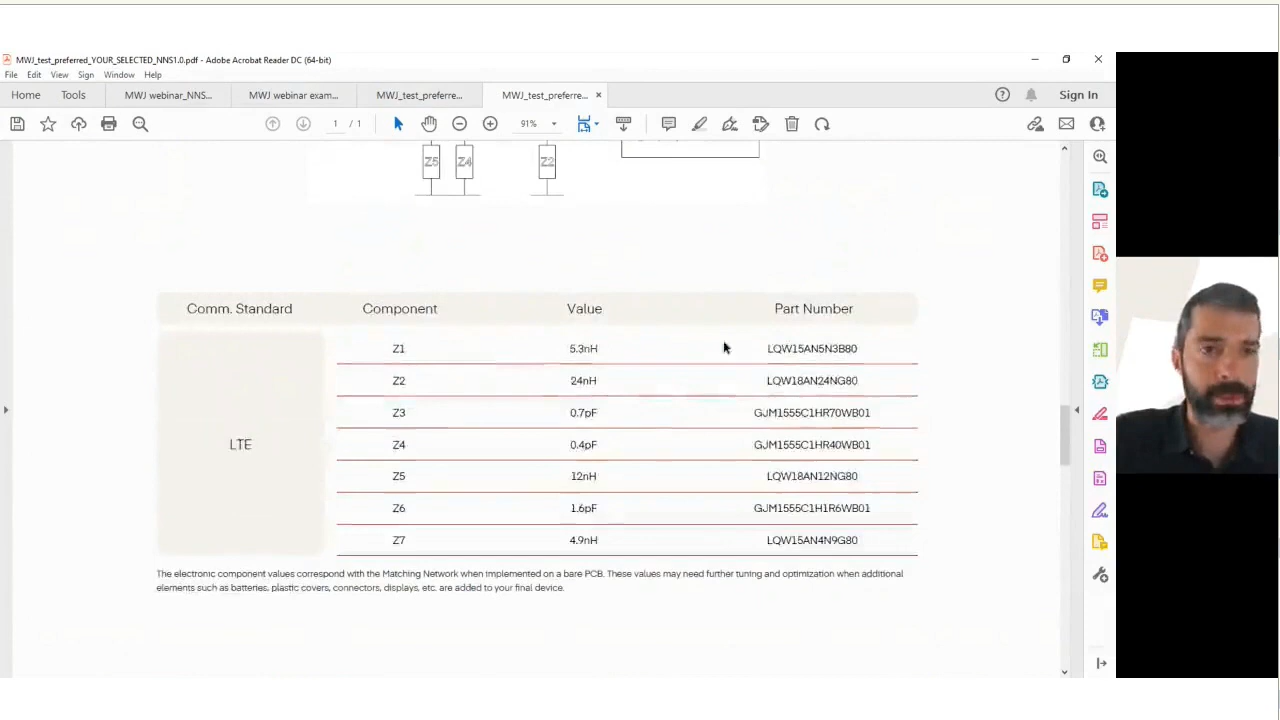 MWJ_test_preferred_YOUR_SELECTED_NNS1.0.pdf - Adobe Acrobat Reader DC (64-bit)
File Edit View Sign Window Help
Home Tools MWJ webinar_NNS... MWJ webinar exam... MWJ_test_preferre... MWJ_test_preferre... × Sign In
1 / 1 91%
Z5 Z4 Z2
Comm. Standard Component Value Part Number
Z1 5.3nH LQW15AN5N3B80
Z2 24nH LQW18AN24NG80
Z3 0.7pF GJM1555C1HR70WB01
LTE Z4 0.4pF GJM1555C1HR40WB01
Z5 12nH LQW18AN12NG80
Z6 1.6pF GJM1555C1H1R6WB01
Z7 4.9nH LQW15AN4N9G80
The electronic component values correspond with the Matching Network when implemented on a bare PCB. These values may need further tuning and optimization when additional
elements such as batteries, plastic covers, connectors, displays, etc. are added to your final device.